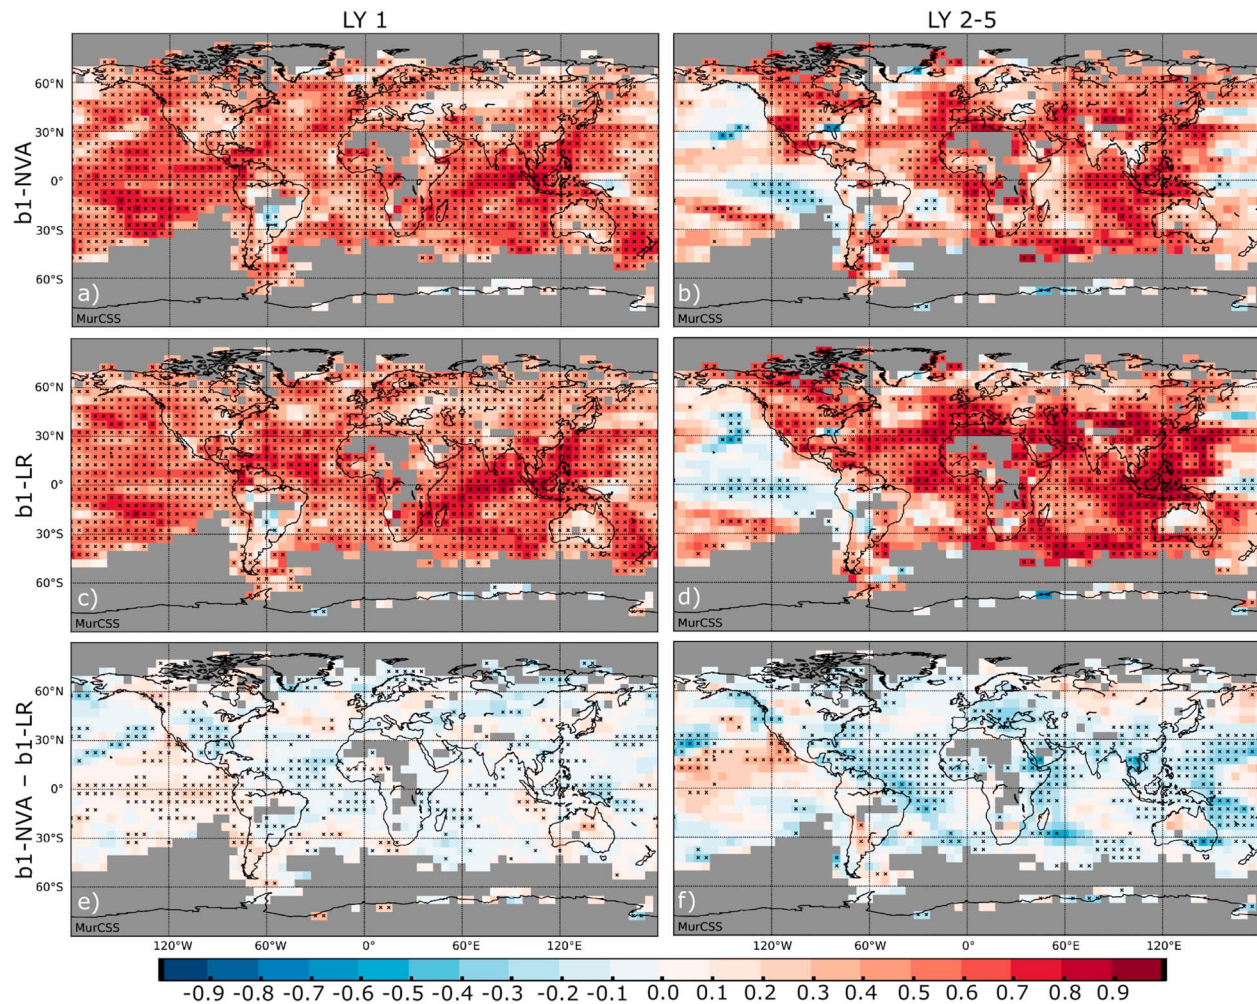 LY 1 LY 2-5
60°N
30°N
0°
30°S
60°S
b1-NVA
a)
MurCSS
b)
MurCSS
60°N
30°N
0°
30°S
60°S
b1-LR
c)
MurCSS
d)
MurCSS
60°N
30°N
0°
30°S
60°S
b1-NVA – b1-LR
e)
MurCSS
f)
MurCSS
120°W 60°W 0° 60°E 120°E 120°W 60°W 0° 60°E 120°E
-0.9 -0.8 -0.7 -0.6 -0.5 -0.4 -0.3 -0.2 -0.1 0.0 0.1 0.2 0.3 0.4 0.5 0.6 0.7 0.8 0.9